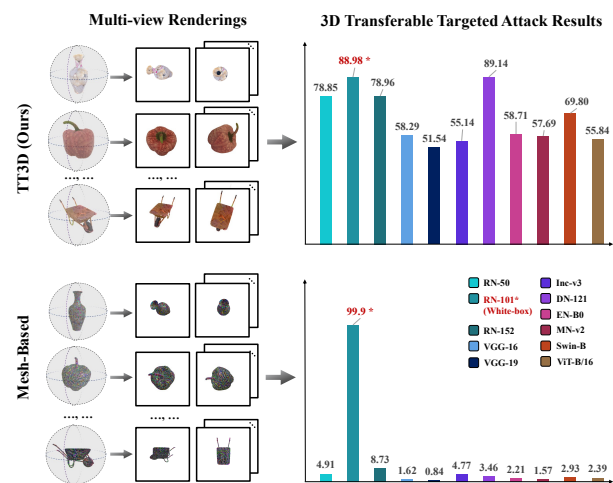 Multi-view Renderings
3D Transferable Targeted Attack Results
TT3D (Ours)
..., ...
..., ...
78.85
88.98 *
78.96
58.29
51.54
55.14
89.14
58.71
57.69
69.80
55.84
Mesh-Based
..., ...
..., ...
RN-50
RN-101*
(White-box)
RN-152
VGG-16
VGG-19
Inc-v3
DN-121
EN-B0
MN-v2
Swin-B
ViT-B/16
4.91
99.9 *
8.73
1.62
0.84
4.77
3.46
2.21
1.57
2.93
2.39